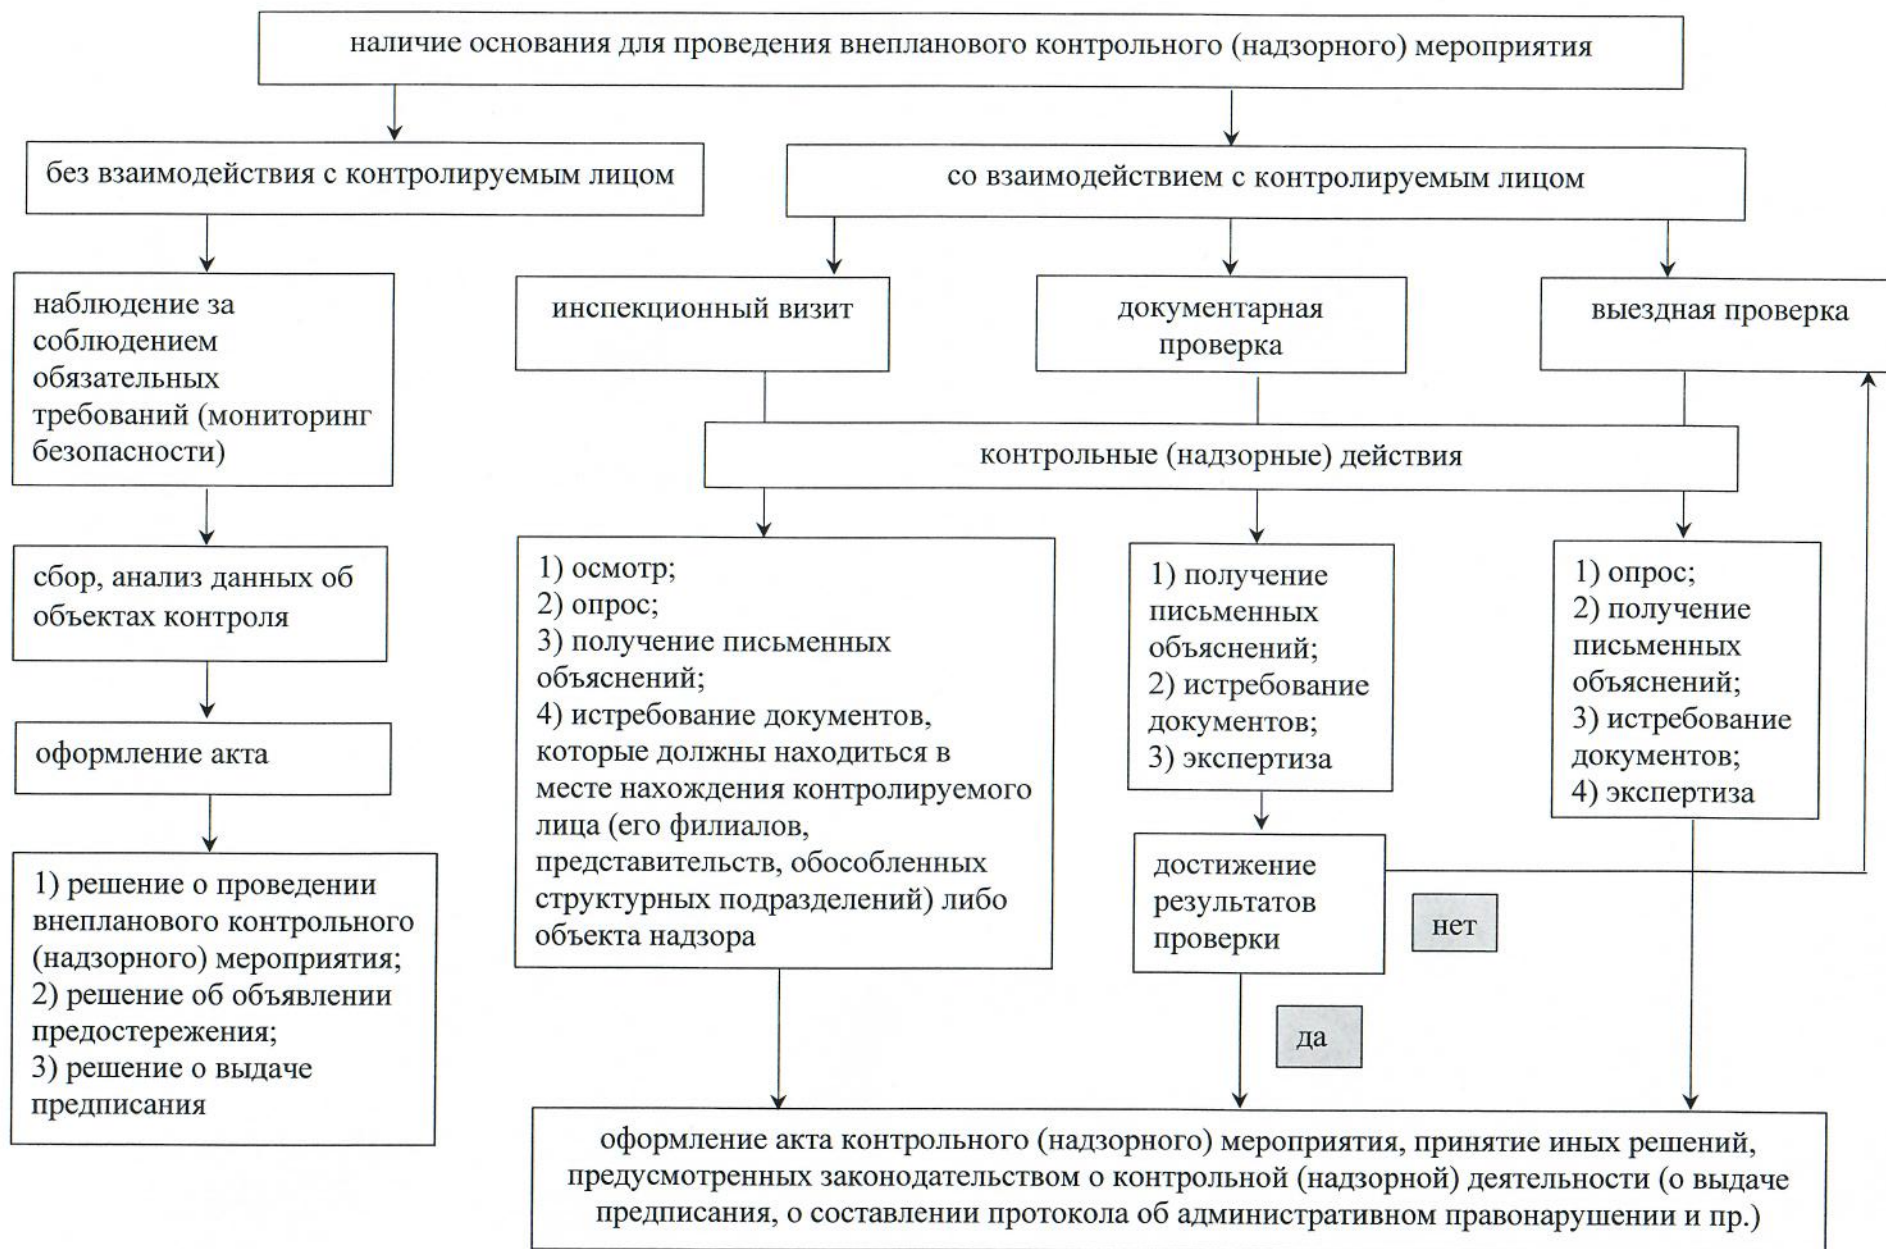 наличие основания для проведения внепланового контрольного (надзорного) мероприятия
без взаимодействия с контролируемым лицом
со взаимодействием с контролируемым лицом
наблюдение за
соблюдением
обязательных
требований (мониторинг
безопасности)
инспекционный визит
документарная
проверка
выездная проверка
контрольные (надзорные) действия
сбор, анализ данных об
объектах контроля
оформление акта
1) решение о проведении
внепланового контрольного
(надзорного) мероприятия;
2) решение об объявлении
предостережения;
3) решение о выдаче
предписания
1) осмотр;
2) опрос;
3) получение письменных
объяснений;
4) истребование документов,
которые должны находиться в
месте нахождения контролируемого
лица (его филиалов,
представительств, обособленных
структурных подразделений) либо
объекта надзора
1) получение
письменных
объяснений;
2) истребование
документов;
3) экспертиза
1) опрос;
2) получение
письменных
объяснений;
3) истребование
документов;
4) экспертиза
достижение
результатов
проверки
нет
да
оформление акта контрольного (надзорного) мероприятия, принятие иных решений,
предусмотренных законодательством о контрольной (надзорной) деятельности (о выдаче
предписания, о составлении протокола об административном правонарушении и пр.)